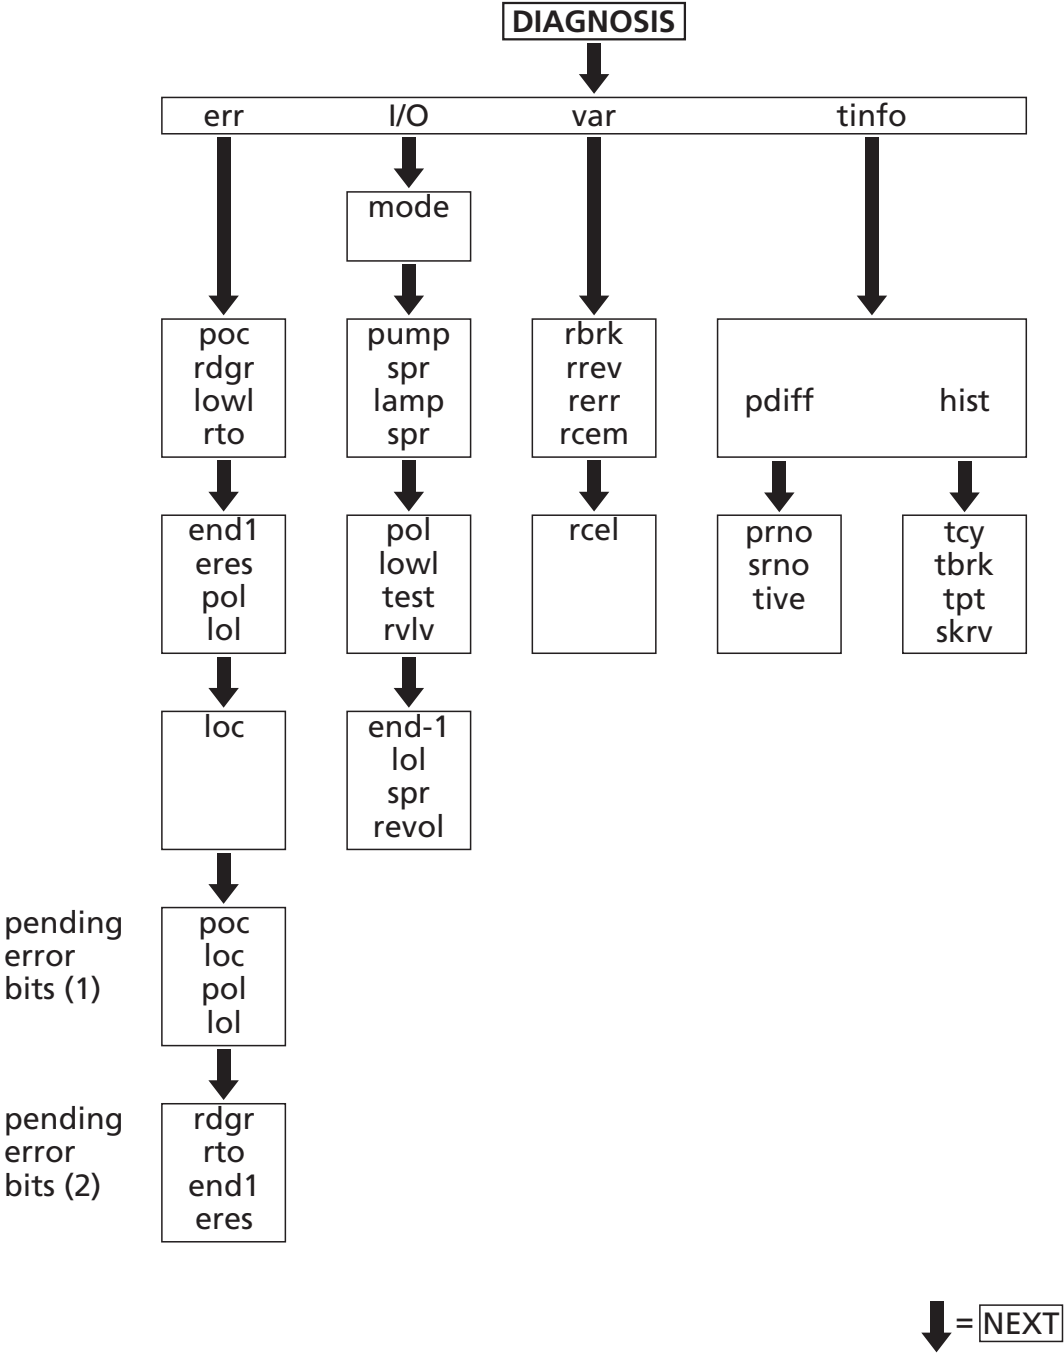 DIAGNOSIS
err I/O var tinfo
mode
poc
rdgr
lowl
rto
pump
spr
lamp
spr
rbrk
rrev
rerr
rcem
pdiff hist
end1
eres
pol
lol
pol
lowl
test
rvlv
rcel
prno
srno
tive
tcy
tbrk
tpt
skrv
loc
end-1
lol
spr
revol
pending
error
bits (1)
poc
loc
pol
lol
pending
error
bits (2)
rdgr
rto
end1
eres
= NEXT